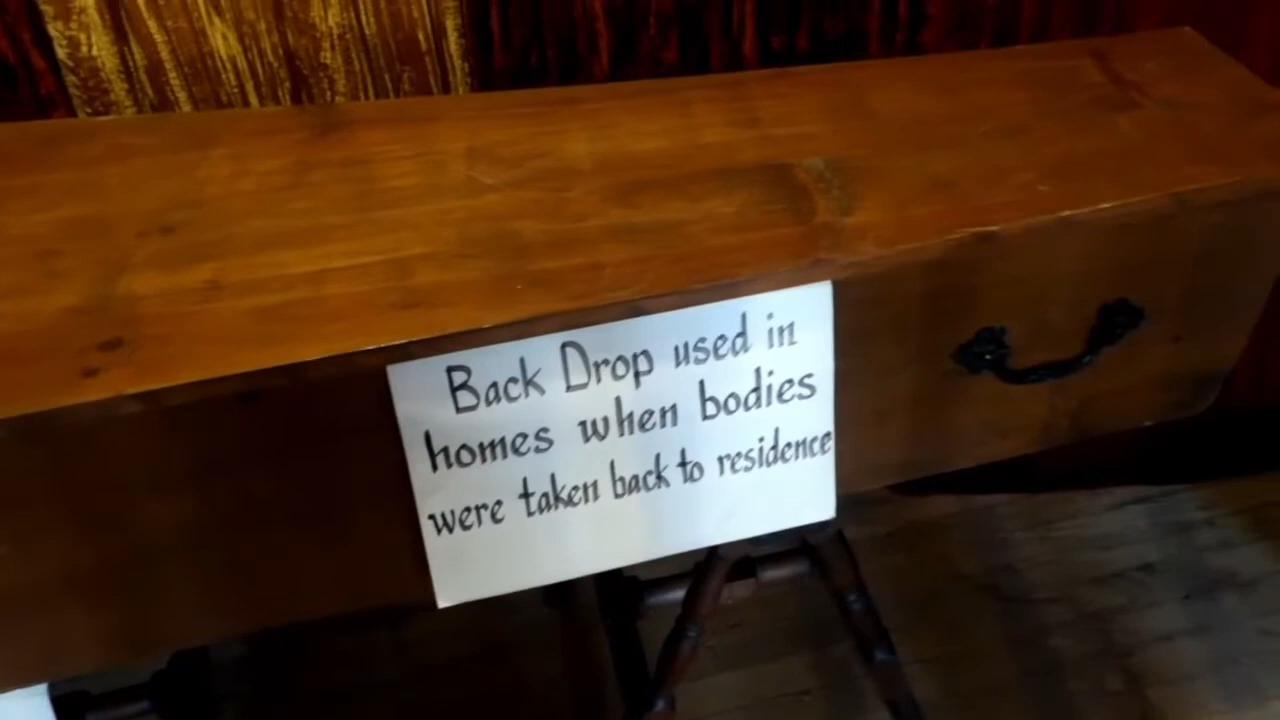 Back Drop used in
homes when bodies
were taken back to residence